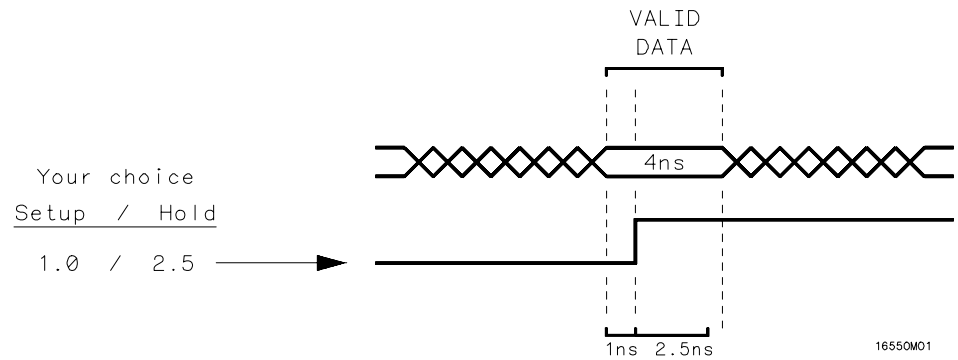 VALID
DATA
4ns
Your choice
Setup / Hold
1.0 / 2.5
1ns 2.5ns
16550M01